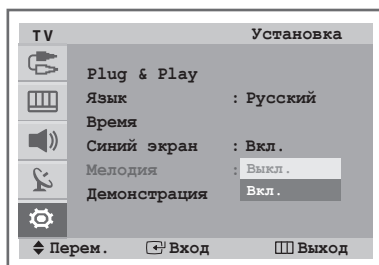 TV Установка
Plug & Play
Язык : Русский
Время
Синий экран : Вкл.
Мелодия : Выкл.
Демонстрация Вкл.
Перем. Вход Выход